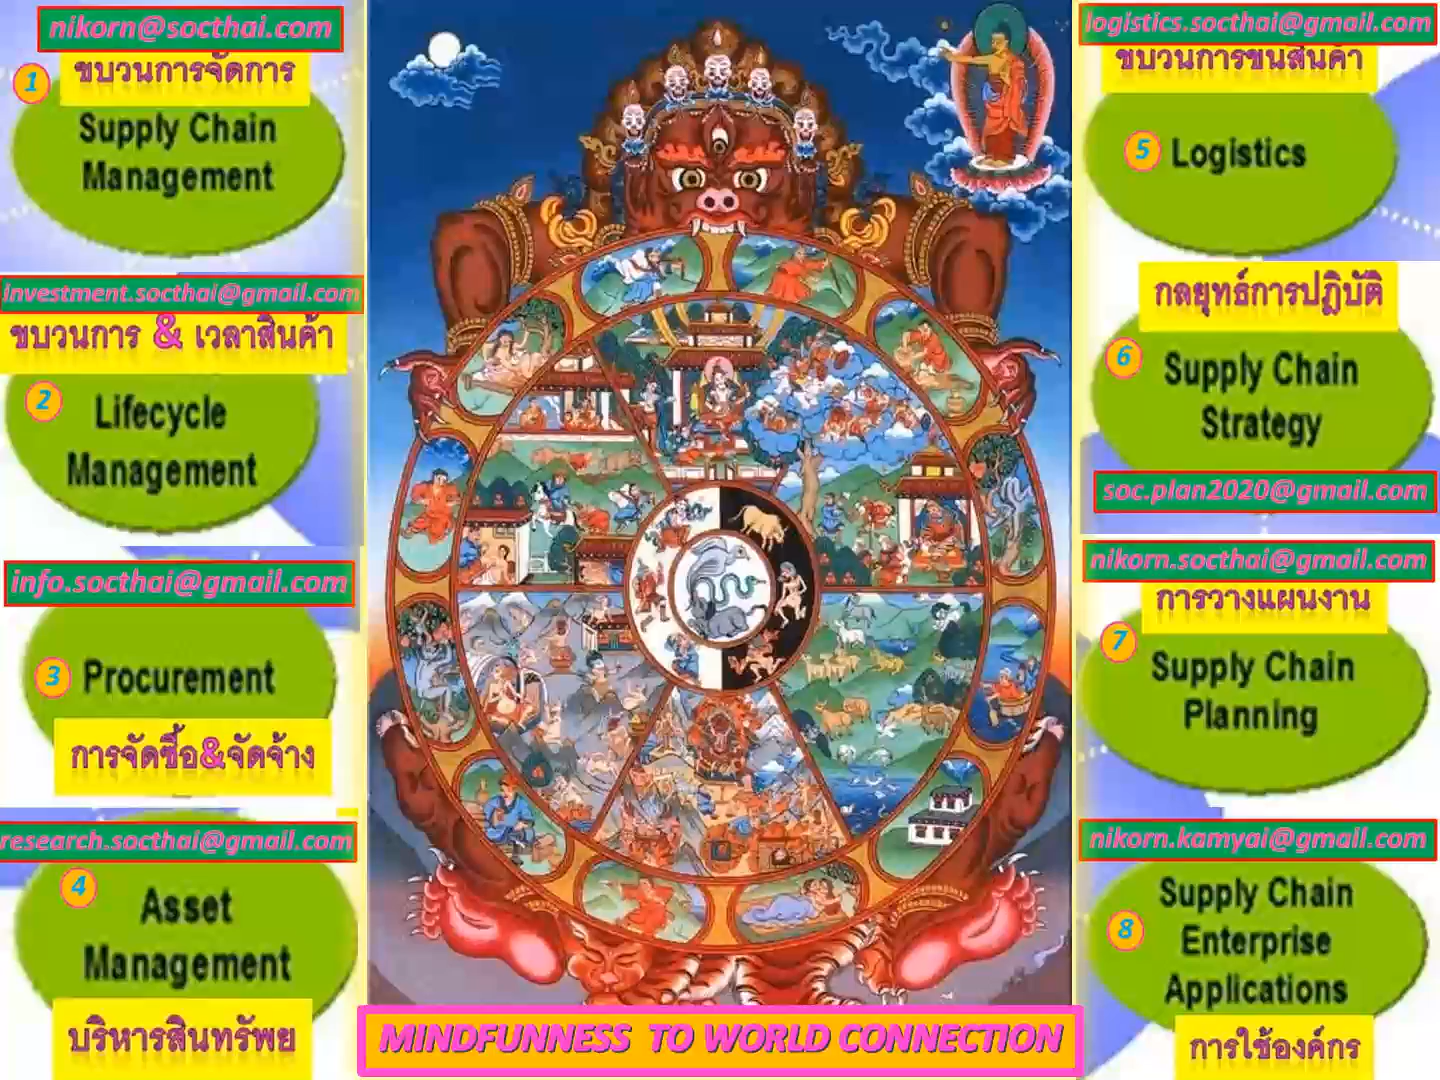 nikorn@socthai.com
1
ขบวนการจัดการ
Supply Chain
Management
investment.socthai@gmail.com
ขบวนการ & เวลาสินค้า
2
Lifecycle
Management
info.socthai@gmail.com
3
Procurement
การจัดซื้อ&จัดจ้าง
research.socthai@gmail.com
4
Asset
Management
บริหารสินทรัพย
MINDFUNNESS TO WORLD CONNECTION
logistics.socthai@gmail.com
ขบวนการขนสินค้า
5
Logistics
กลยุทธ์การปฏิบัติ
6
Supply Chain
Strategy
soc.plan2020@gmail.com
nikorn.socthai@gmail.com
การวางแผนงาน
7
Supply Chain
Planning
nikorn.kamyai@gmail.com
8
Supply Chain
Enterprise
Applications
การใช้องค์กร